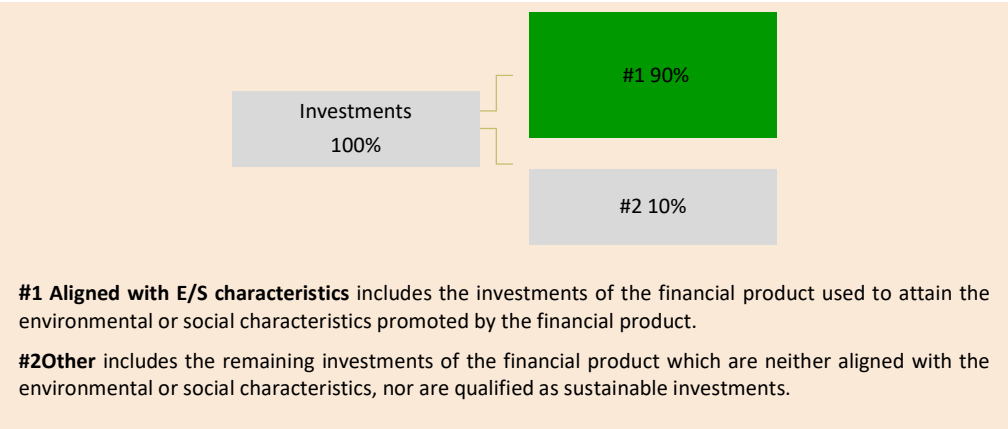 #1 90%
Investments
100%
#2 10%
#1 Aligned with E/S characteristics includes the investments of the financial product used to attain the
environmental or social characteristics promoted by the financial product.
#2Other includes the remaining investments of the financial product which are neither aligned with the
environmental or social characteristics, nor are qualified as sustainable investments.